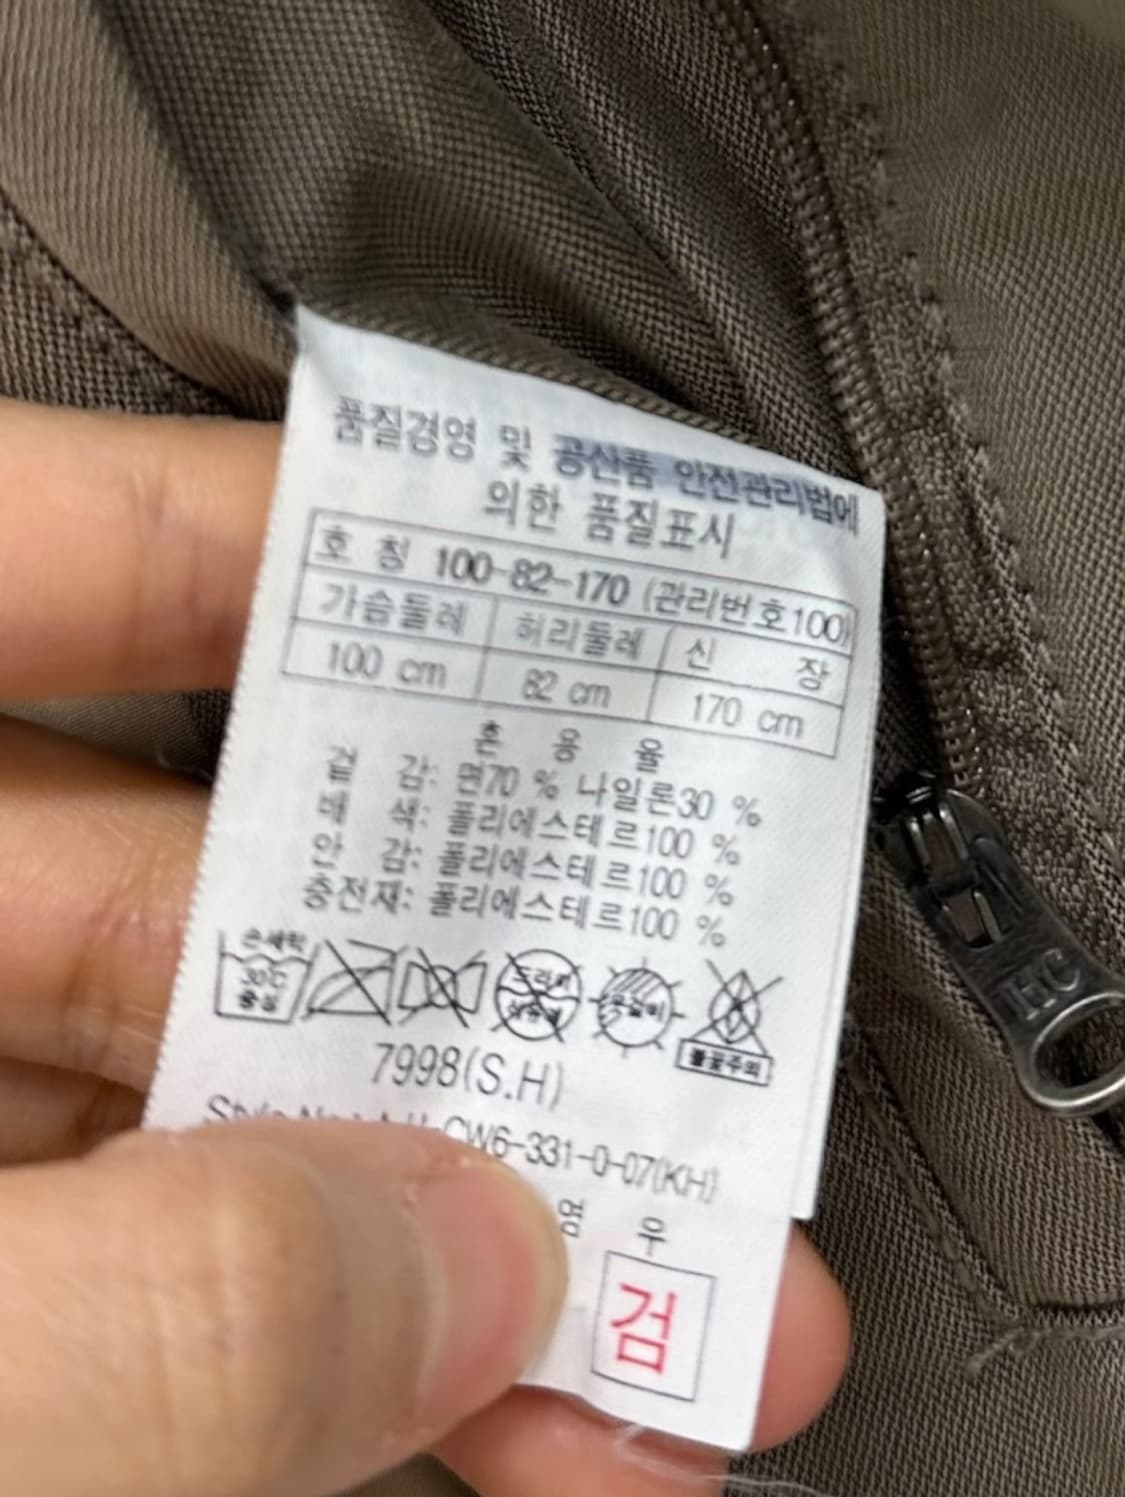 품질경영 및 공산품 안전관리법에
의한 품질표시
호 칭 100-82-170 (관리번호100)
가슴둘레 허리둘레 신 장
100 cm 82 cm 170 cm
혼 용 율
겉 감: 면70 % 나일론30 %
배 색: 폴리에스테르100 %
안 감: 폴리에스테르100 %
충전재: 폴리에스테르100 %
손세탁
30℃
중성
드라이
석유계
옷걸이
불꽃주의
7998(S.H)
CW6-331-0-07(KH)
염 우
검